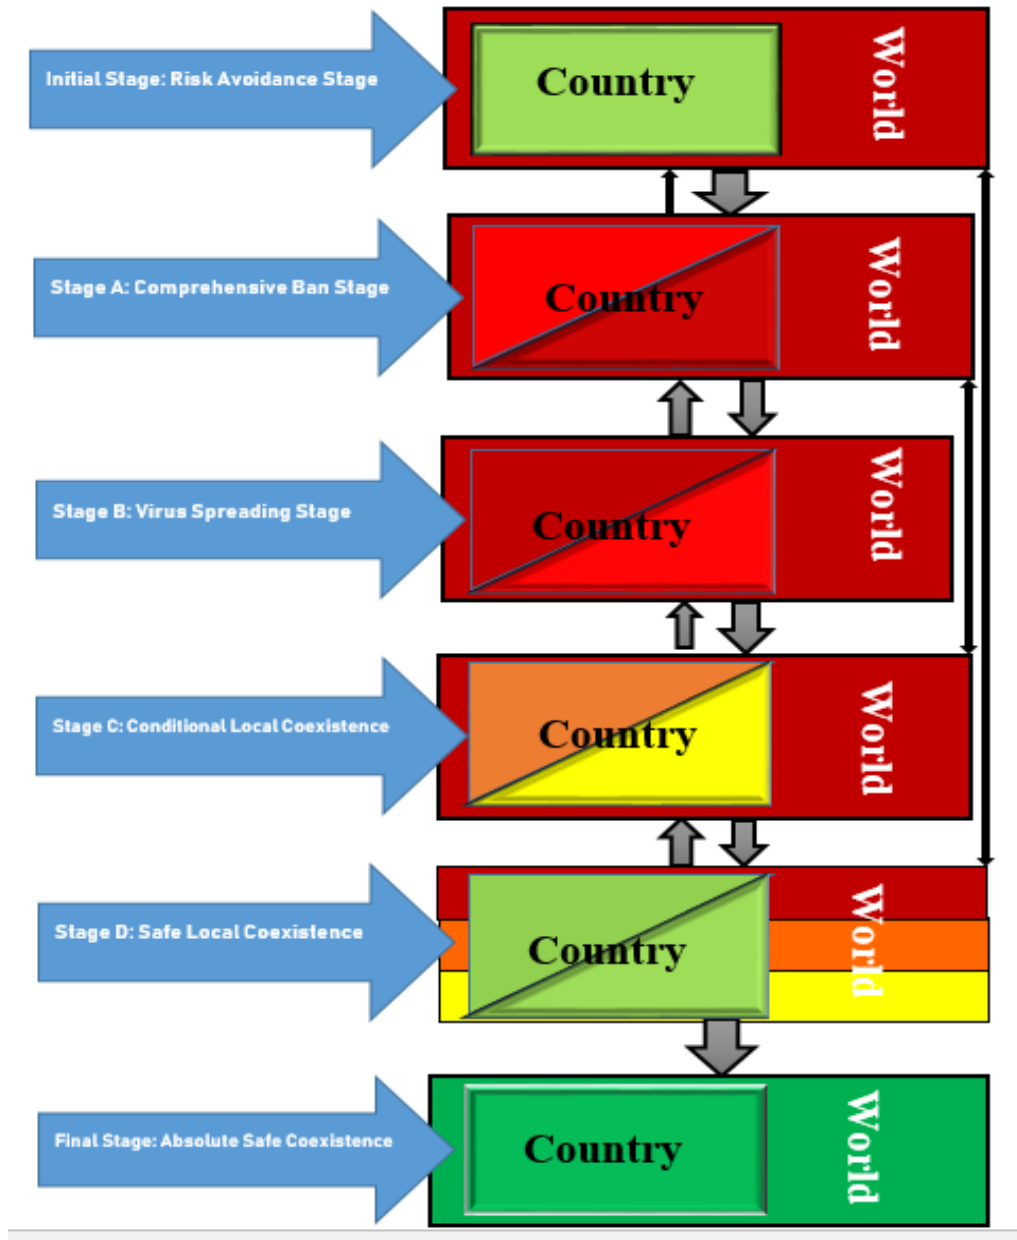 Initial Stage: Risk Avoidance Stage
Country
World
Stage A: Comprehensive Ban Stage
Country
World
Stage B: Virus Spreading Stage
Country
World
Stage C: Conditional Local Coexistence
Country
World
Stage D: Safe Local Coexistence
Country
World
Final Stage: Absolute Safe Coexistence
Country
World